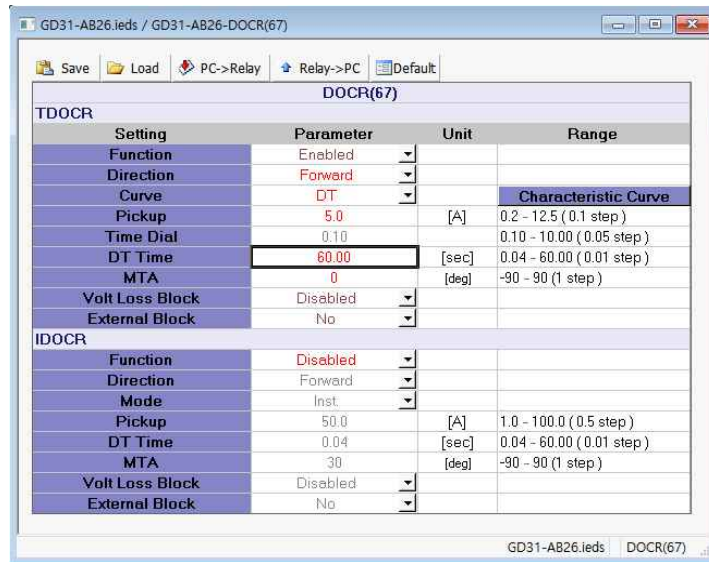 GD31-AB26.ieds / GD31-AB26-DOCR(67)
Save Load PC->Relay Relay->PC Default
DOCR(67)
TDOCR
Setting Parameter Unit Range
Function Enabled
Direction Forward
Curve DT Characteristic Curve
Pickup 5.0 [A] 0.2 - 12.5 ( 0.1 step )
Time Dial 0.10 0.10 - 10.00 ( 0.05 step )
DT Time 60.00 [sec] 0.04 - 60.00 ( 0.01 step )
MTA 0 [deg] -90 - 90 (1 step )
Volt Loss Block Disabled
External Block No
IDOCR
Function Disabled
Direction Forward
Mode Inst.
Pickup 50.0 [A] 1.0 - 100.0 ( 0.5 step )
DT Time 0.04 [sec] 0.04 - 60.00 ( 0.01 step )
MTA 30 [deg] -90 - 90 (1 step )
Volt Loss Block Disabled
External Block No
GD31-AB26.ieds DOCR(67)